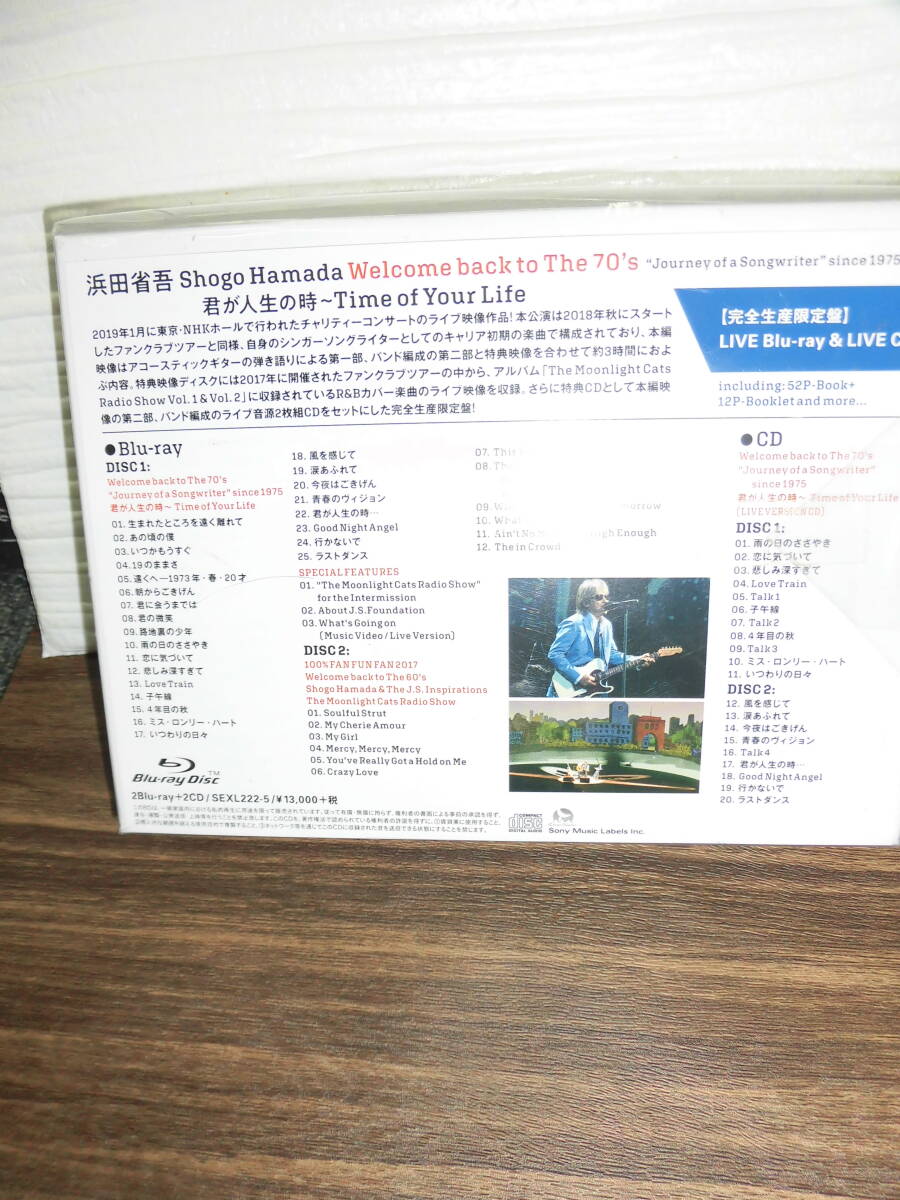 浜田省吾 Shogo Hamada Welcome back to The 70's "Journey of a Songwriter" since 1975
君が人生の時~Time of Your Life
2019年1月に東京・NHKホールで行われたチャリティーコンサートのライブ映像作品!本公演は2018年秋にスタート
したファンクラブツアーと同様、自身のシンガーソングライターとしてのキャリア初期の楽曲で構成されており、本編
映像はアコースティックギターの弾き語りによる第一部、バンド編成の第二部と特典映像を合わせて約3時間におよ
ぶ内容。特典映像ディスクには2017年に開催されたファンクラブツアーの中から、アルバム「The Moonlight Cats
Radio Show Vol. 1 & Vol. 2」に収録されているR&Bカバー楽曲のライブ映像を収録。さらに特典CDとして本編映
像の第二部、バンド編成のライブ音源2枚組CDをセットにした完全生産限定盤!
【完全生産限定盤】
LIVE Blu-ray & LIVE C
including: 52P-Book+
12P-Booklet and more...
●Blu-ray
DISC 1:
Welcome back to The 70's
"Journey of a Songwriter" since 1975
君が人生の時~ Time of Your Life
01. 生まれたところを遠く離れて
02. あの頃の僕
03. いつかもうすぐ
04. 19のままさ
05. 遠くへ―1973年・春・20才
06. 朝からごきげん
07. 君に会うまでは
08. 君の微笑
09. 路地裏の少年
10. 雨の日のささやき
11. 恋に気づいて
12. 悲しみ深すぎて
13. Love Train
14. 子午線
15. 4年目の秋
16. ミス・ロンリー・ハート
17. いつわりの日々
18. 風を感じて
19. 涙あふれて
20. 今夜はごきげん
21. 青春のヴィジョン
22. 君が人生の時…
23. Good Night Angel
24. 行かないで
25. ラストダンス
SPECIAL FEATURES
01. "The Moonlight Cats Radio Show"
for the Intermission
02. About J.S. Foundation
03. What's Going on
(Music Video / Live Version)
DISC 2:
100% FAN FUN FAN 2017
Welcome back to The 60's
Shogo Hamada & The J.S. Inspirations
The Moonlight Cats Radio Show
01. Soulful Strut
02. My Cherie Amour
03. My Girl
04. Mercy, Mercy, Mercy
05. You've Really Got a Hold on Me
06. Crazy Love
07. This
08. Th
09.
10. What
11. Ain't No Enough
12. The in Crowd
●CD
Welcome back to The 70's
"Journey of a Songwriter"
since 1975
君が人生の時~ Time of Your Life
(LIVE VERSION CD)
DISC 1:
01. 雨の日のささやき
02. 恋に気づいて
03. 悲しみ深すぎて
04. Love Train
05. Talk1
06. 子午線
07. Talk2
08. 4年目の秋
09. Talk3
10. ミス・ロンリー・ハート
11. いつわりの日々
DISC 2:
12. 風を感じて
13. 涙あふれて
14. 今夜はごきげん
15. 青春のヴィジョン
16. Talk4
17. 君が人生の時…
18. Good Night Angel
19. 行かないで
20. ラストダンス
Blu-ray Disc™
2Blu-ray+2CD / SEXL222-5 / ¥13,000+税
COMPACT
disc
DIGITAL AUDIO
Sony Music Labels Inc.